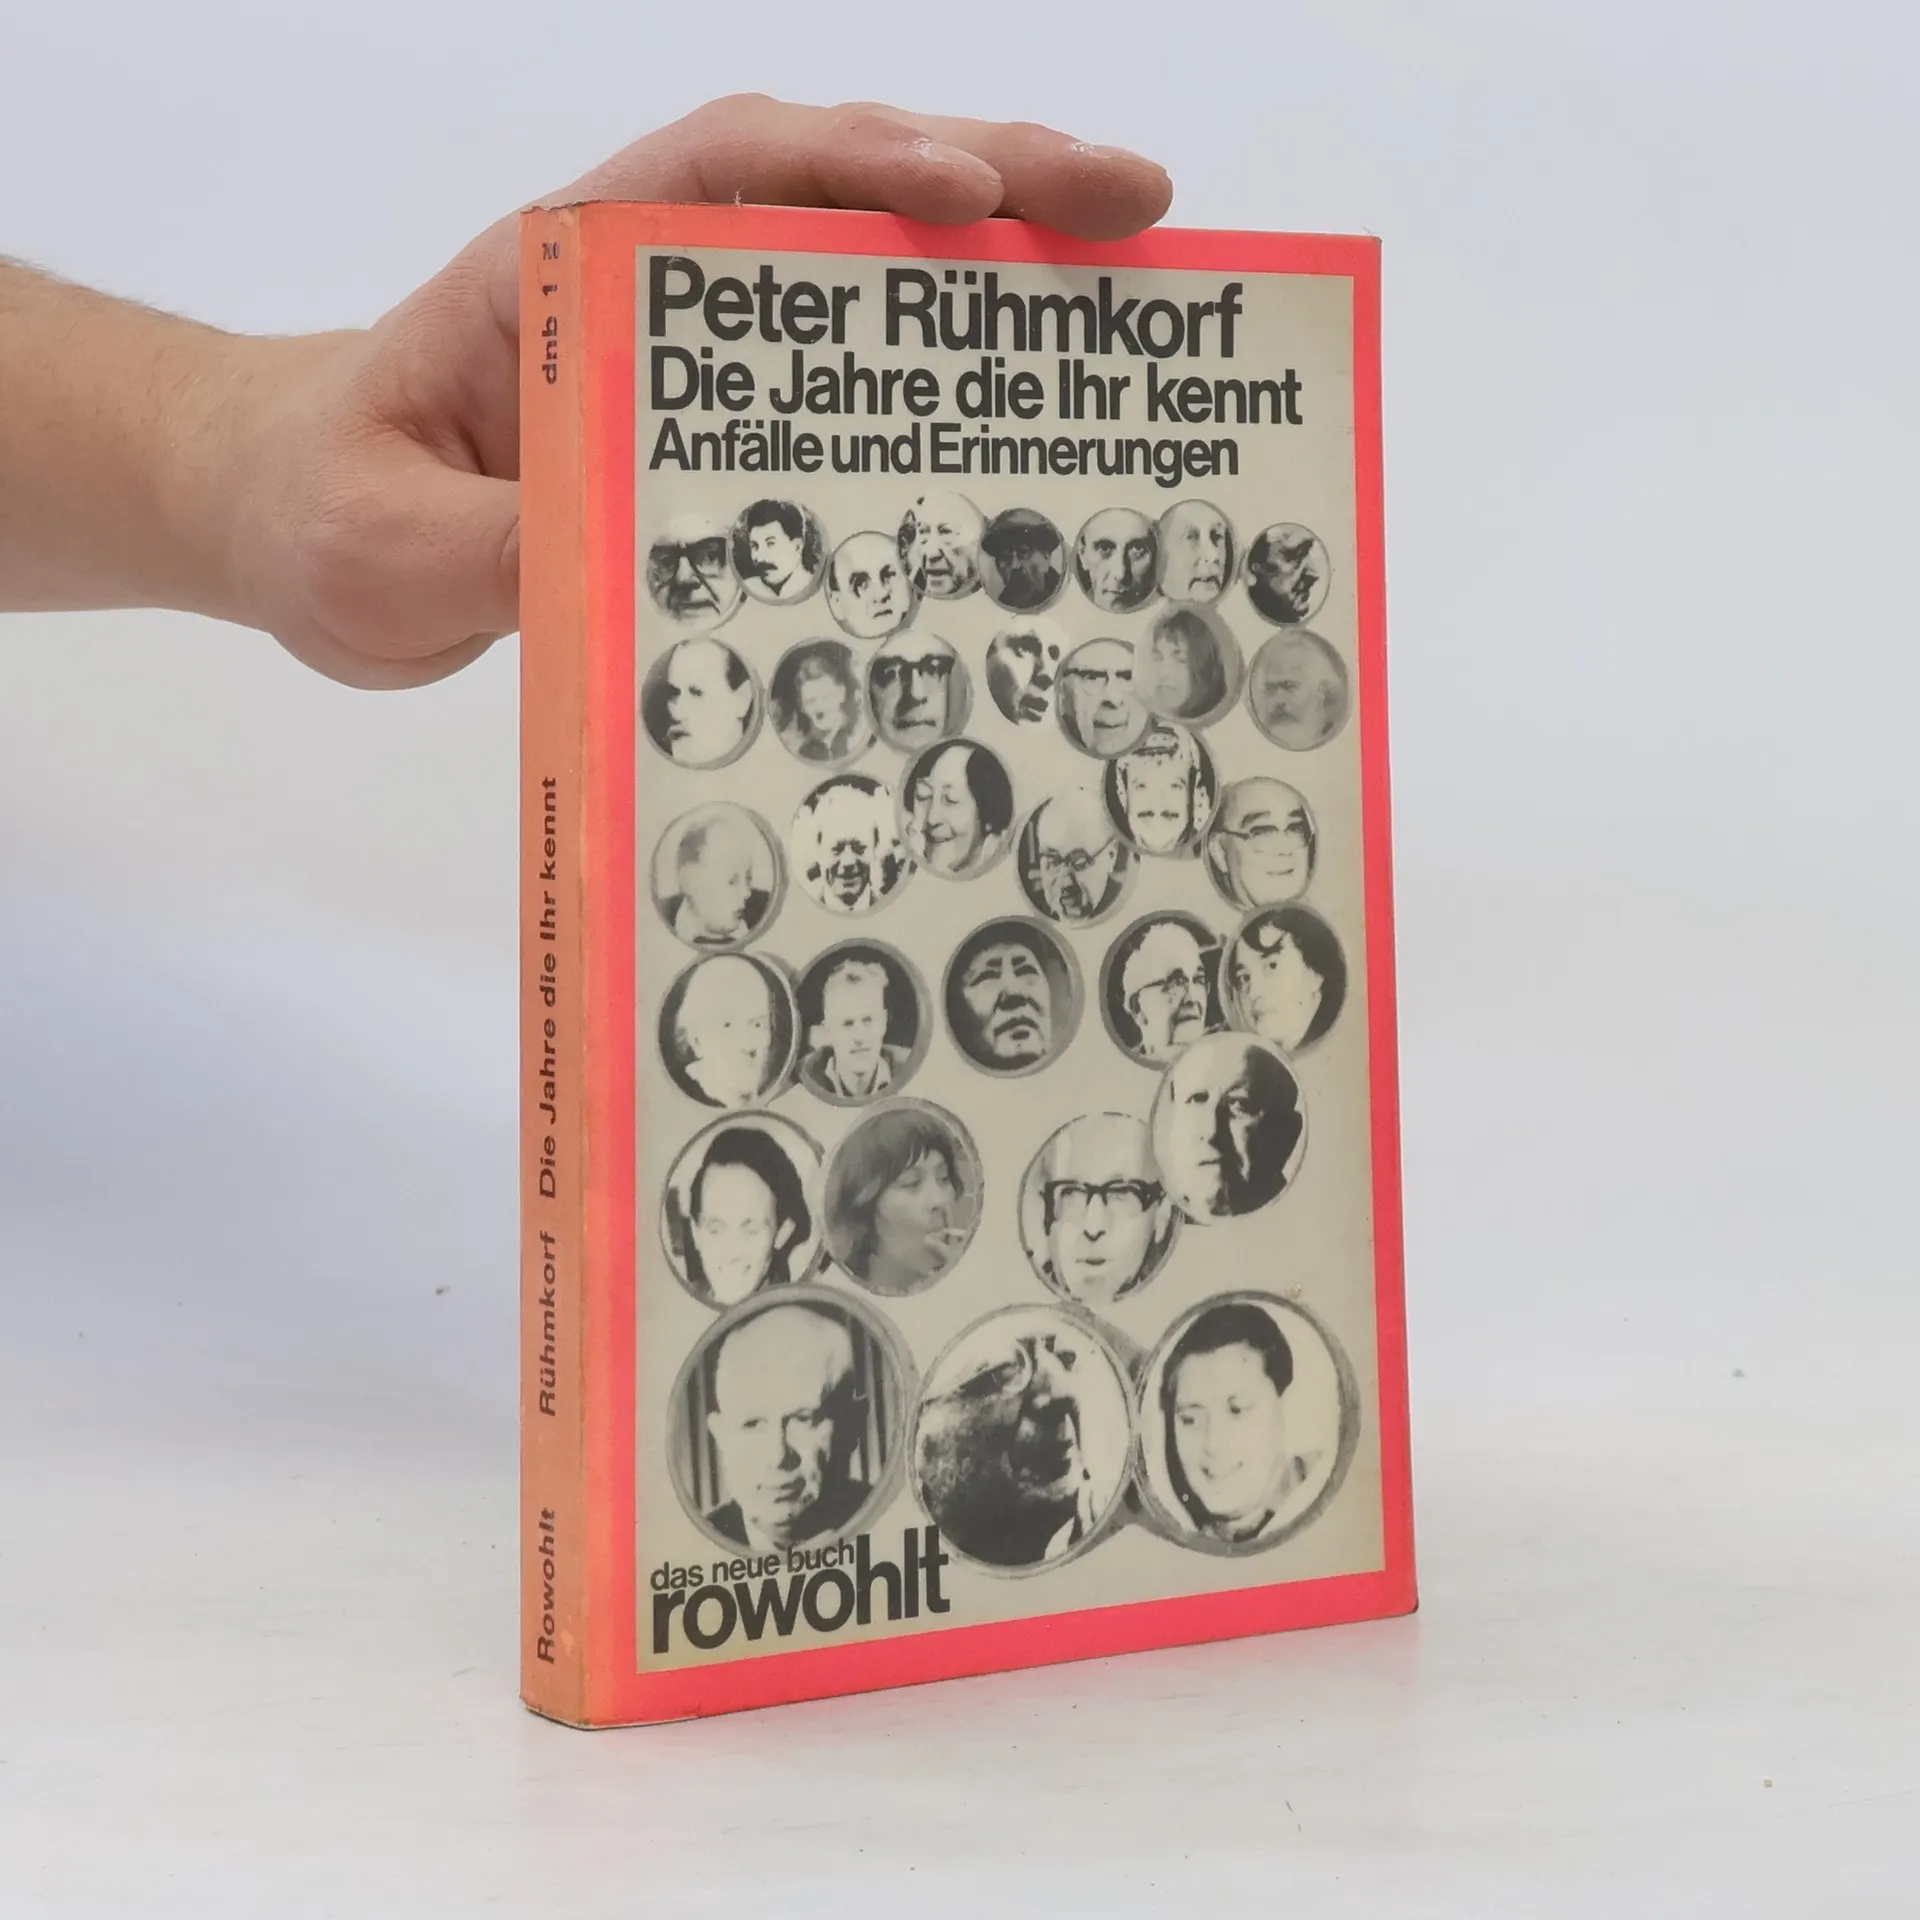 Peter Rühmkorf
Die Jahre die Ihr kennt
Anfälle und Erinnerungen
das neue buch
rowohlt
Rowohlt Rühmkorf Die Jahre die Ihr kennt dnb 1